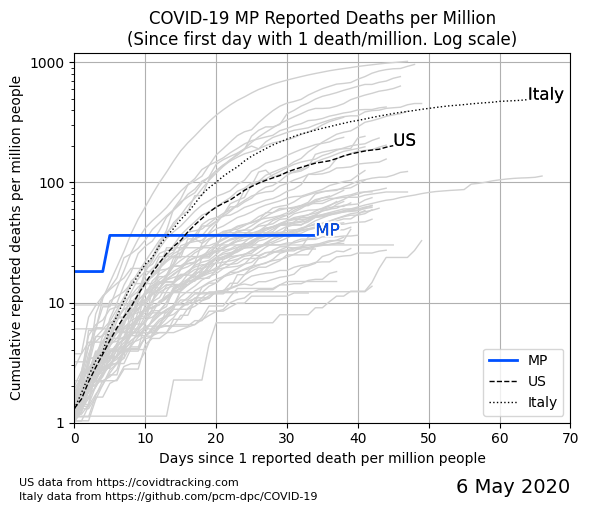 COVID-19 MP Reported Deaths per Million
(Since first day with 1 death/million. Log scale)
Cumulative reported deaths per million people
1000
100
10
1
Italy
US
MP
MP
US
Italy
0 10 20 30 40 50 60 70
Days since 1 reported death per million people
US data from https://covidtracking.com
Italy data from https://github.com/pcm-dpc/COVID-19
6 May 2020